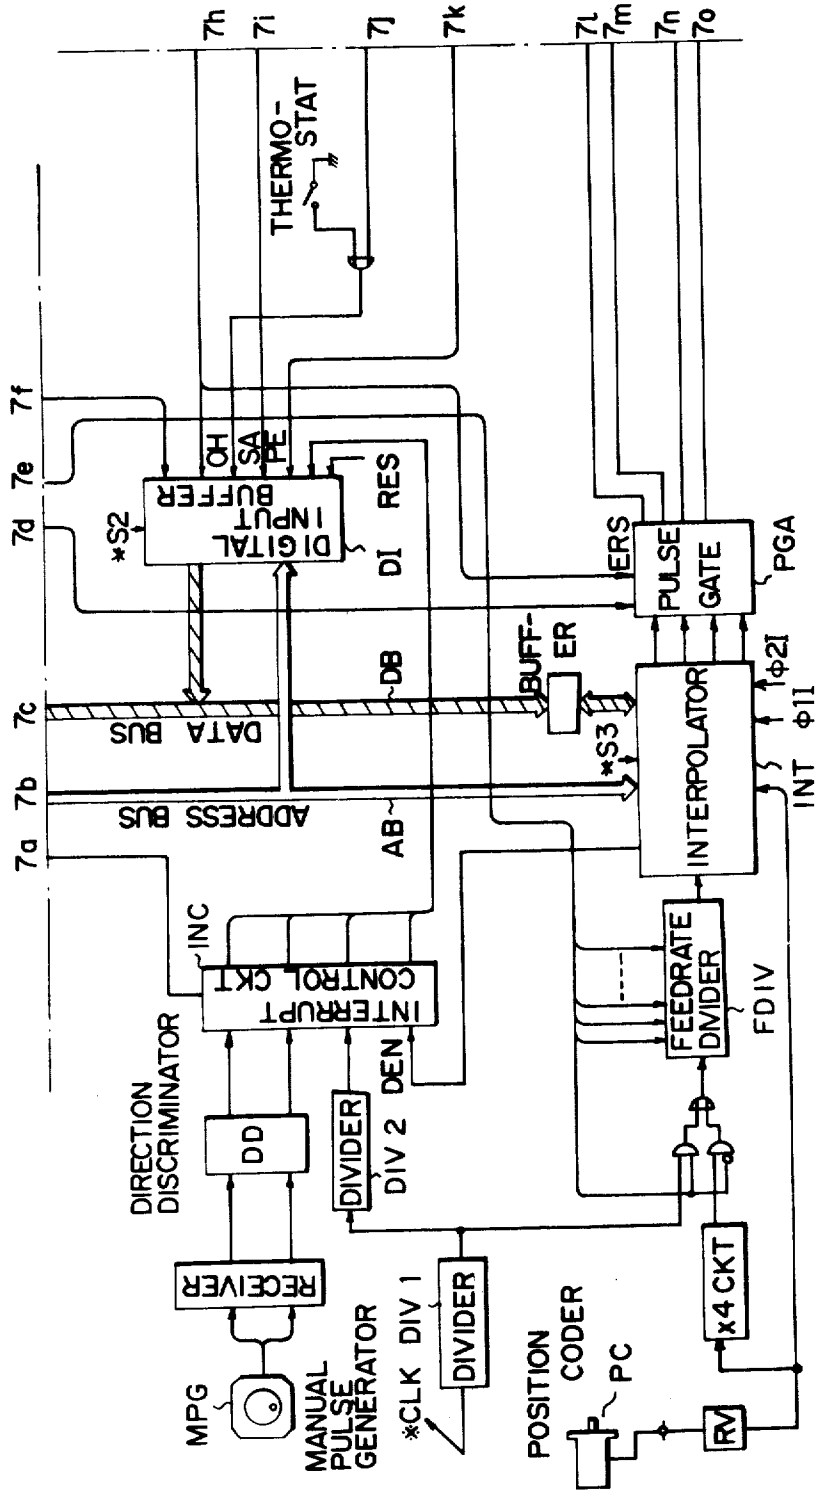 7a
7b
7c
7d
7e
7f
7h
7i
7j
7k
7l
7m
7n
7o
THERMO-
STAT
*S2
DIGITAL
INPUT
BUFFER
OH
SA
PE
RES
DI
DATA BUS
DB
ADDRESS BUS
AB
BUFF-
ER
*S3
INTERPOLATOR
INT
Φ1I
Φ2I
ERS
PULSE
GATE
PGA
INC
INTERRUPT
CONTROL
CKT
DEN
DIRECTION
DISCRIMINATOR
DD
RECEIVER
MPG
MANUAL
PULSE
GENERATOR
DIVIDER
DIV 2
*CLK
DIV 1
DIVIDER
FEEDRATE
DIVIDER
FDIV
POSITION
CODER
PC
RV
x4 CKT